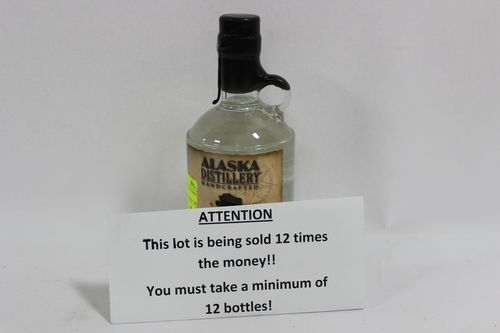 ALASKA
DISTILLERY
HANDCRAFTED
ATTENTION
This lot is being sold 12 times
the money!!
You must take a minimum of
12 bottles!